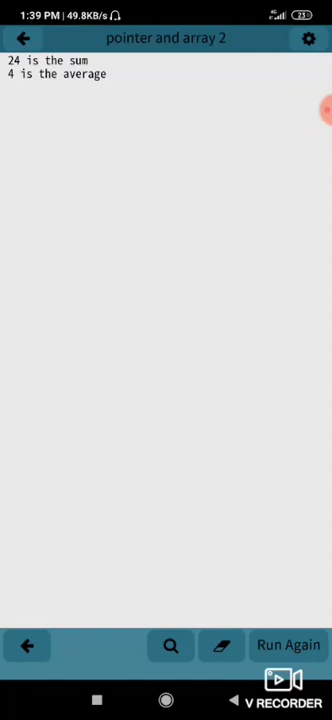 1:39 PM | 49.8KB/s
4G
23
pointer and array 2
24 is the sum
4 is the average
Run Again
V RECORDER